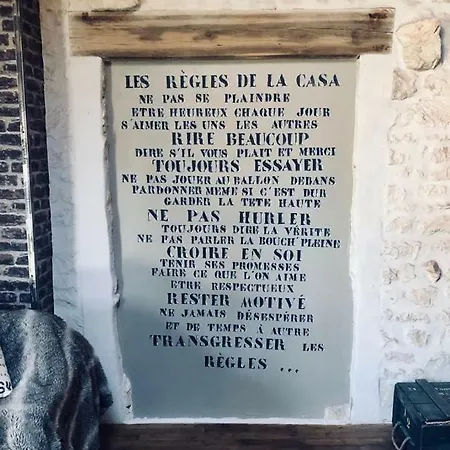 LES RÈGLES DE LA CASA
NE PAS SE PLAINDRE
ETRE HEUREUX CHAQUE JOUR
S'AIMER LES UNS LES AUTRES
RIRE BEAUCOUP
DIRE S'IL VOUS PLAIT ET MERCI
TOUJOURS ESSAYER
NE PAS JOUER AU BALLON DEDANS
PARDONNER MEME SI C'EST DUR
GARDER LA TETE HAUTE
NE PAS HURLER
TOUJOURS DIRE LA VÈRITE
NE PAS PARLER LA BOUCH'PLEINE
CROIRE EN SOI
TENIR SES PROMESSES
FAIRE CE QUE L'ON AIME
ETRE RESPECTUEUX
RESTER MOTIVÉ
NE JAMAIS DÉSESPÉRER
ET DE TEMPS À AUTRE
TRANSGRESSER LES
RÈGLES ...